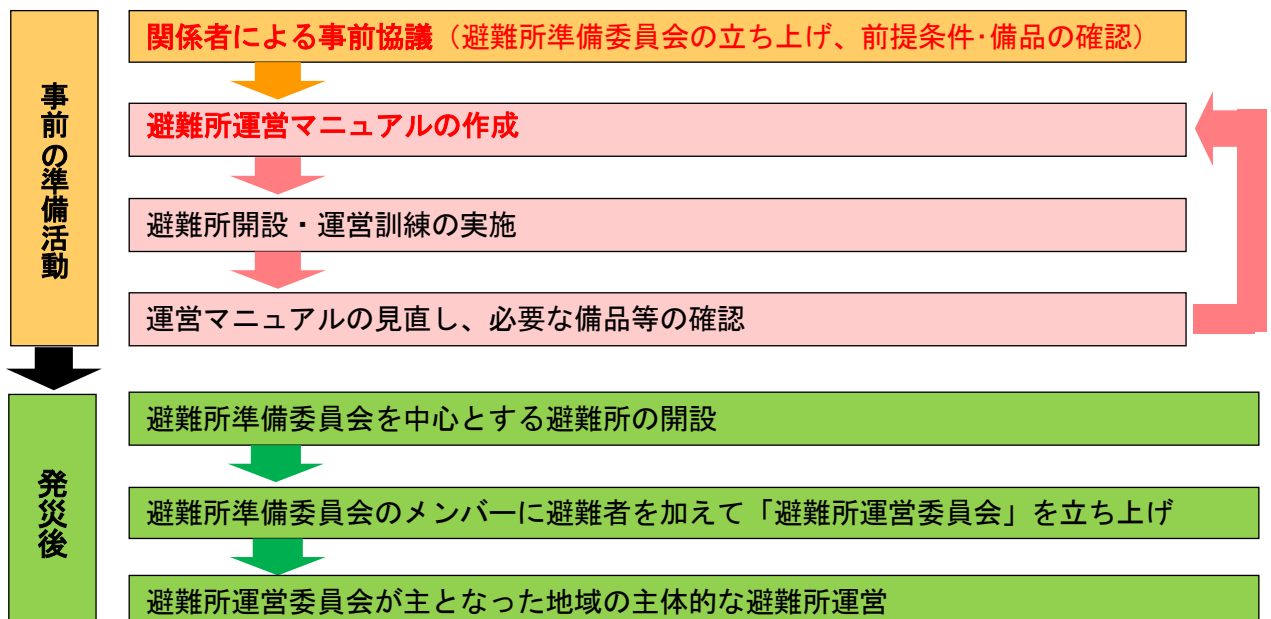 事前の準備活動
関係者による事前協議（避難所準備委員会の立ち上げ、前提条件･備品の確認）
避難所運営マニュアルの作成
避難所開設・運営訓練の実施
運営マニュアルの見直し、必要な備品等の確認
発災後
避難所準備委員会を中心とする避難所の開設
避難所準備委員会のメンバーに避難者を加えて「避難所運営委員会」を立ち上げ
避難所運営委員会が主となった地域の主体的な避難所運営